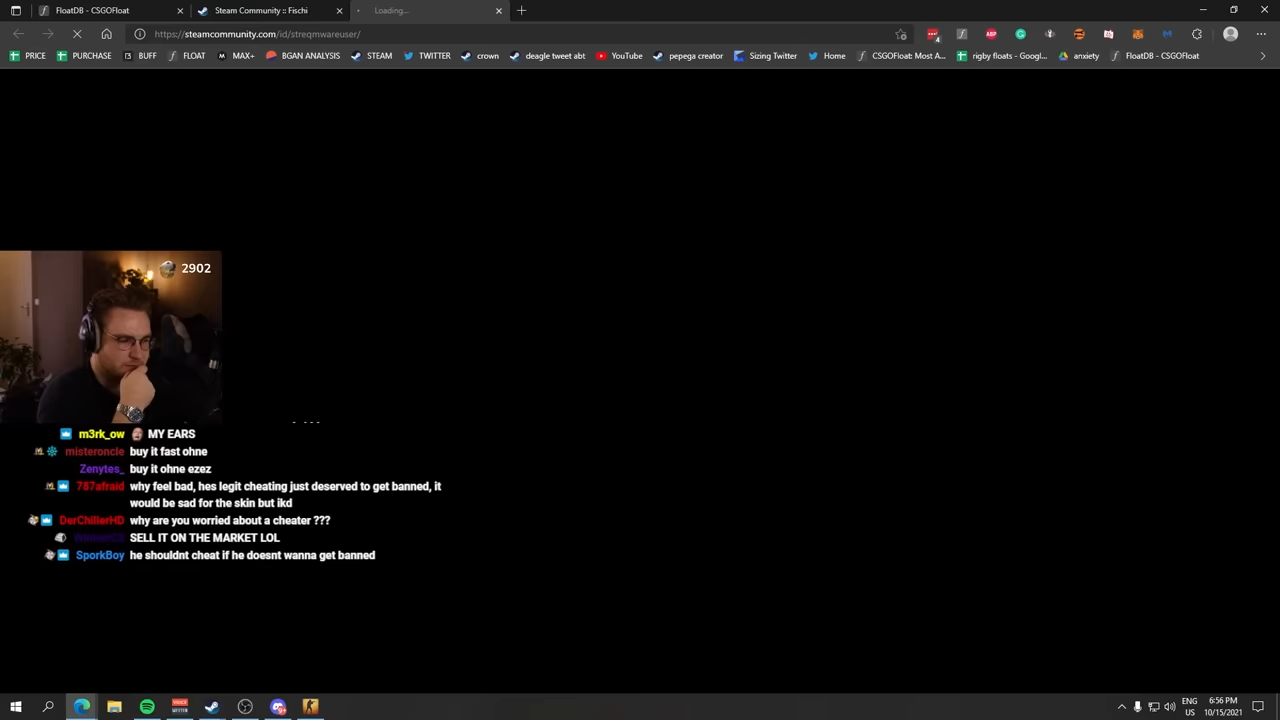 FloatDB - CSGOFloat
Steam Community :: Fischi
Loading...
https://steamcommunity.com/id/streqmwareuser/
PRICE PURCHASE BUFF FLOAT MAX+ BGAN ANALYSIS STEAM TWITTER crown deagle tweet abt YouTube pepega creator Sizing Twitter Home CSGOFloat: Most A... rigby floats - Googl... anxiety FloatDB - CSGOFloat
2902
m3rk_ow MY EARS
misteroncle buy it fast ohne
Zenytes_ buy it ohne ezez
787afraid why feel bad, hes legit cheating just deserved to get banned, it
would be sad for the skin but ikd
DerChillerHD why are you worried about a cheater ???
SELL IT ON THE MARKET LOL
SporkBoy he shouldnt cheat if he doesnt wanna get banned
ENG
US
6:56 PM
10/15/2021